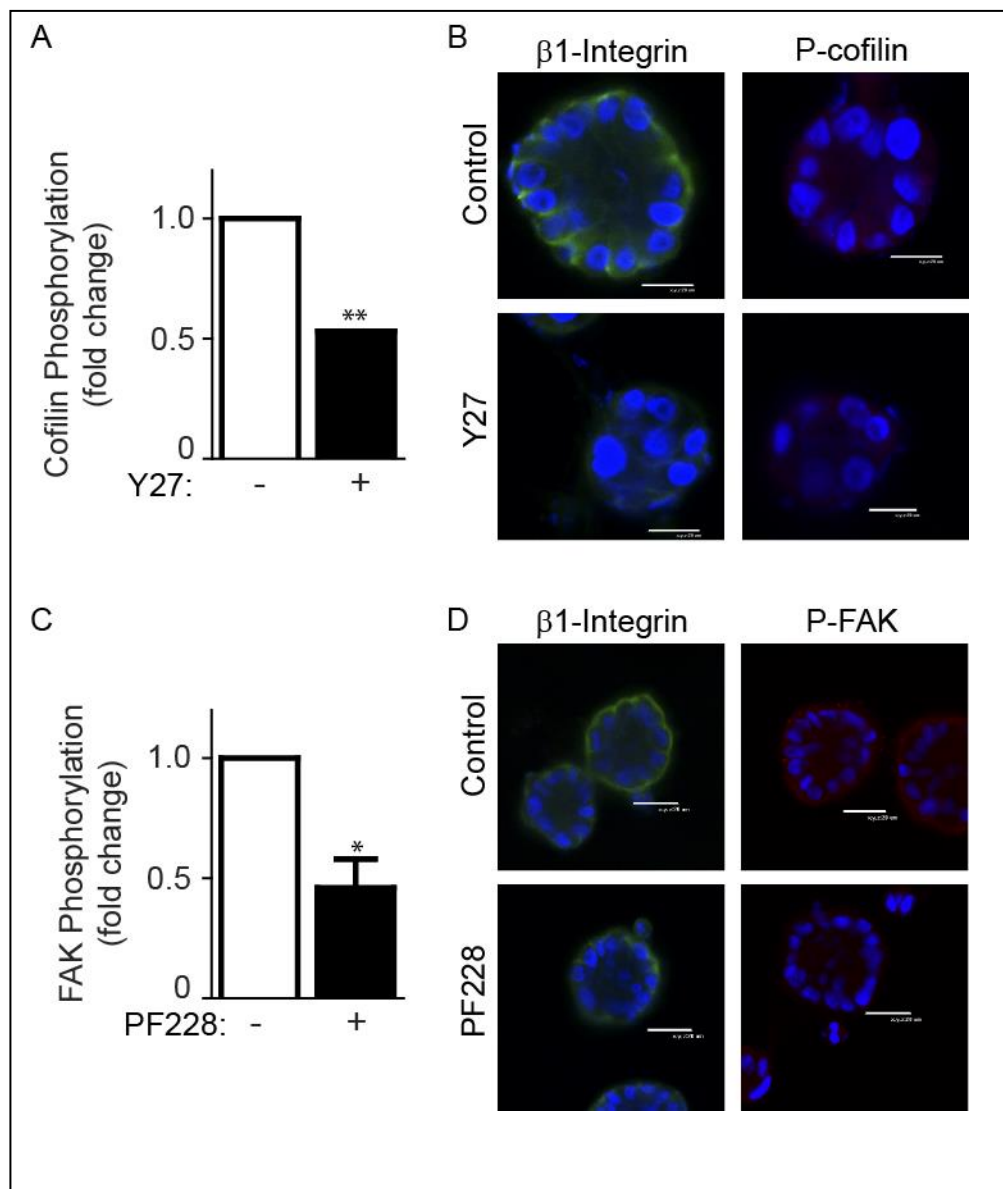 A
Cofilin Phosphorylation
(fold change)
1.0
0.5
0
**
Y27: - +
B
β1-Integrin P-cofilin
Control
Y27
C
FAK Phosphorylation
(fold change)
1.0
0.5
0
*
PF228: - +
D
β1-Integrin P-FAK
Control
PF228